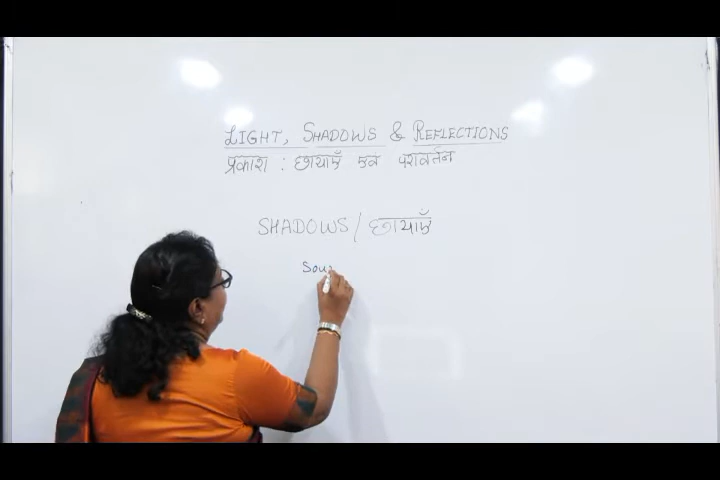 LIGHT, SHADOWS & REFLECTIONS
प्रकाश : छायाएँ एवं परावर्तन
SHADOWS / छायाएँ
Sou